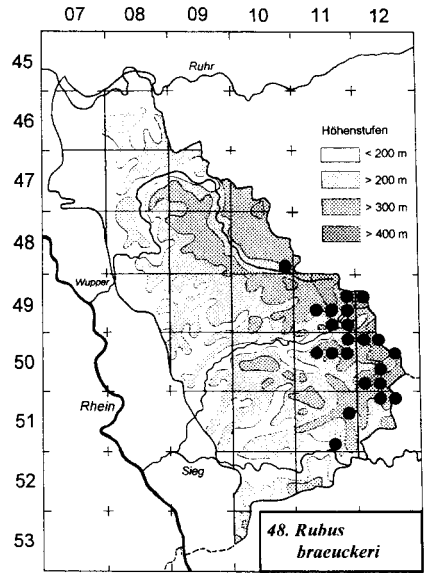 07 08 09 10 11 12
45
Ruhr
46
Höhenstufen
< 200 m
47
> 200 m
> 300 m
48
> 400 m
Wupper
49
50
Rhein
51
Sieg
52
48. Rubus
braeuckeri
53